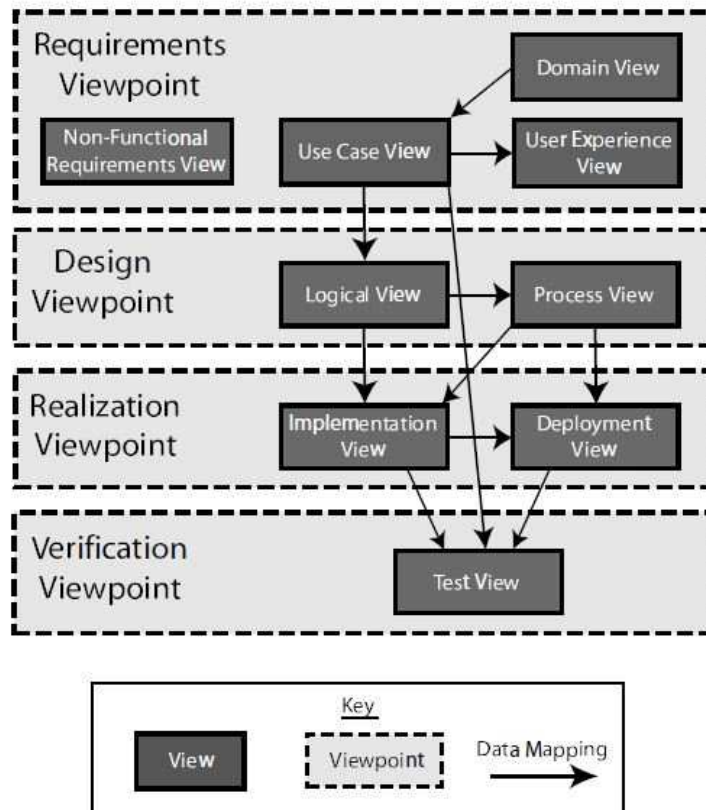 Requirements
Viewpoint
Domain View
Non-Functional
Requirements View
Use Case View
User Experience
View
Design
Viewpoint
Logical View
Process View
Realization
Viewpoint
Implementation
View
Deployment
View
Verification
Viewpoint
Test View
Key
View
Viewpoint
Data Mapping